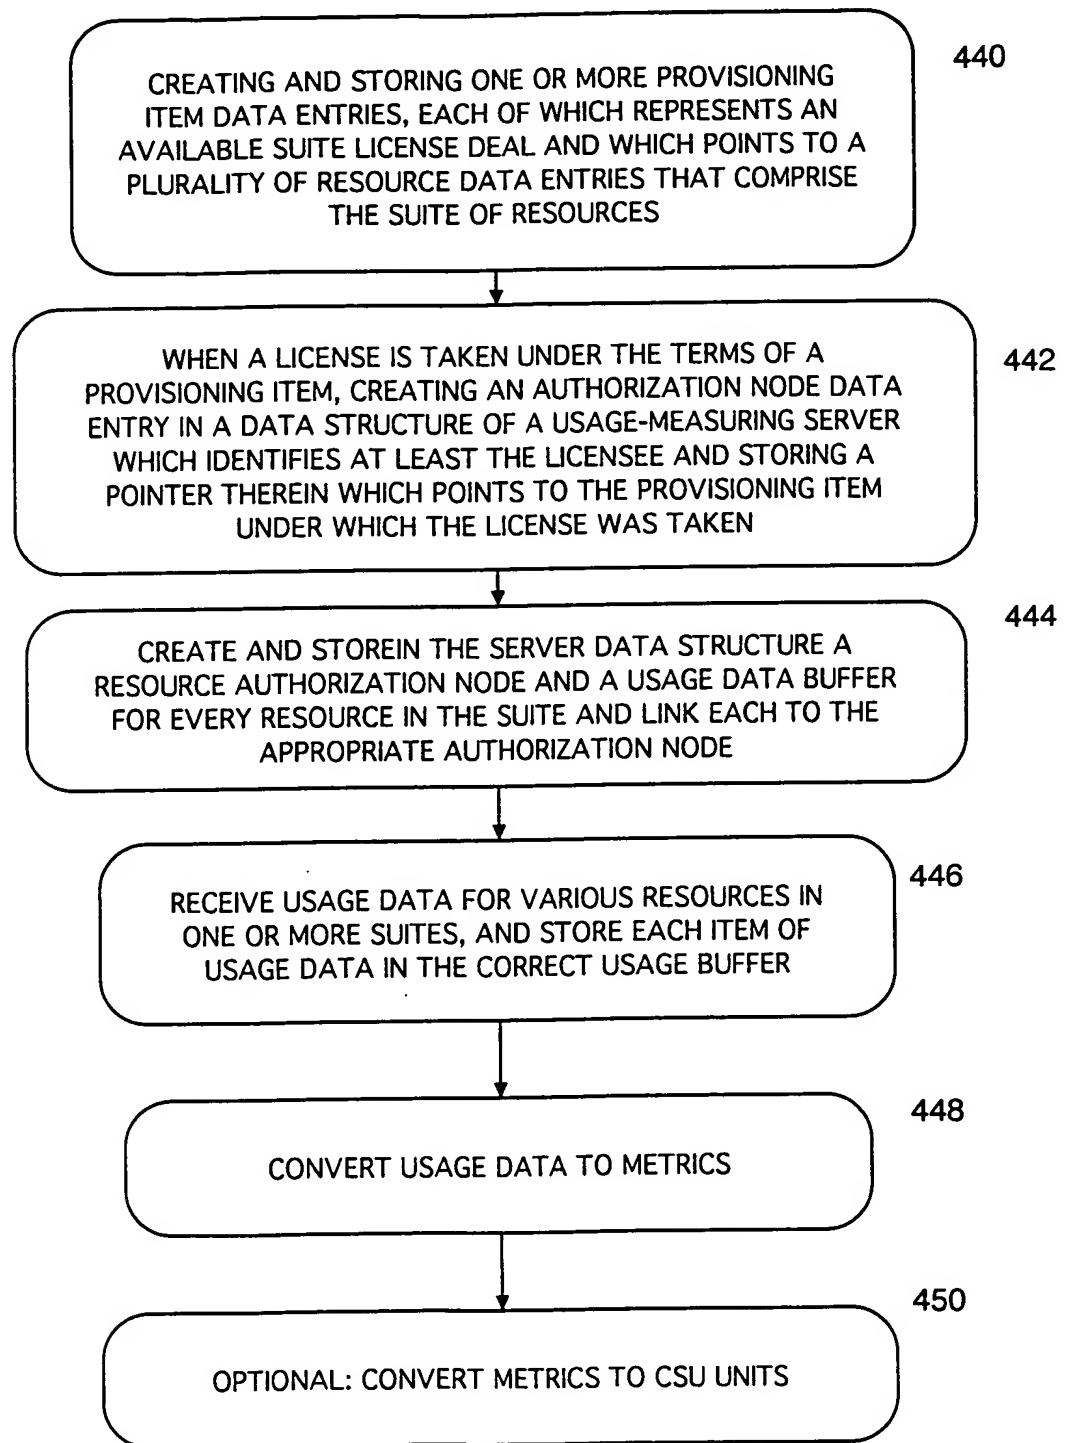 440
CREATING AND STORING ONE OR MORE PROVISIONING
ITEM DATA ENTRIES, EACH OF WHICH REPRESENTS AN
AVAILABLE SUITE LICENSE DEAL AND WHICH POINTS TO A
PLURALITY OF RESOURCE DATA ENTRIES THAT COMPRISE
THE SUITE OF RESOURCES
442
WHEN A LICENSE IS TAKEN UNDER THE TERMS OF A
PROVISIONING ITEM, CREATING AN AUTHORIZATION NODE DATA
ENTRY IN A DATA STRUCTURE OF A USAGE-MEASURING SERVER
WHICH IDENTIFIES AT LEAST THE LICENSEE AND STORING A
POINTER THEREIN WHICH POINTS TO THE PROVISIONING ITEM
UNDER WHICH THE LICENSE WAS TAKEN
444
CREATE AND STOREIN THE SERVER DATA STRUCTURE A
RESOURCE AUTHORIZATION NODE AND A USAGE DATA BUFFER
FOR EVERY RESOURCE IN THE SUITE AND LINK EACH TO THE
APPROPRIATE AUTHORIZATION NODE
446
RECEIVE USAGE DATA FOR VARIOUS RESOURCES IN
ONE OR MORE SUITES, AND STORE EACH ITEM OF
USAGE DATA IN THE CORRECT USAGE BUFFER
448
CONVERT USAGE DATA TO METRICS
450
OPTIONAL: CONVERT METRICS TO CSU UNITS